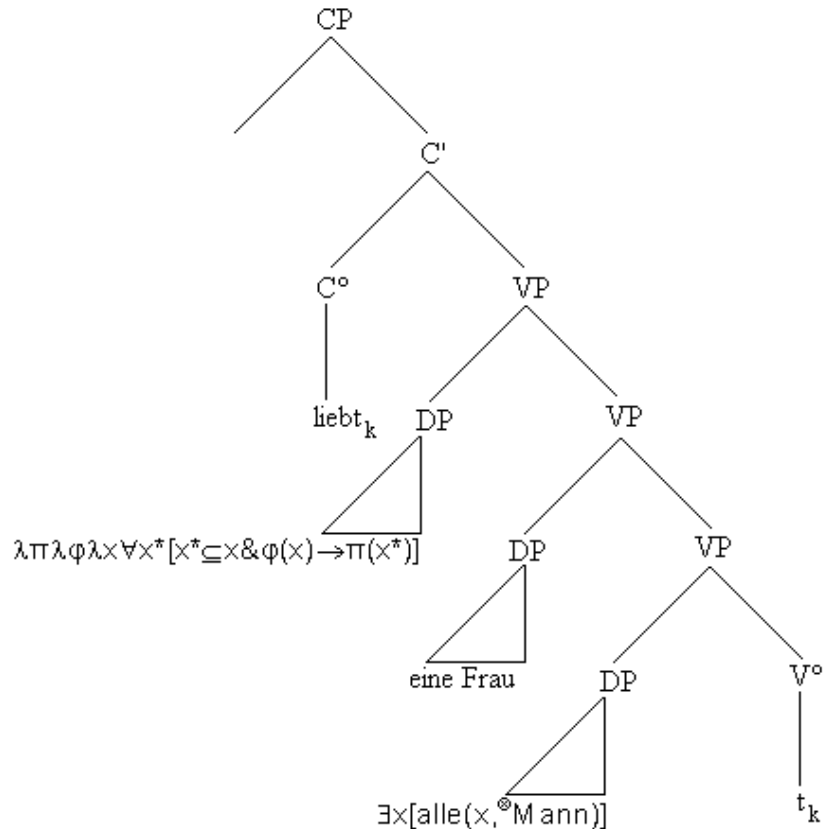 CP
C'
C° VP
liebt_k DP VP
λπλφλx∀x*[x*⊆x&φ(x)→π(x*)] DP VP
eine Frau DP V°
∃x[alle(x,⊗Mann)] t_k